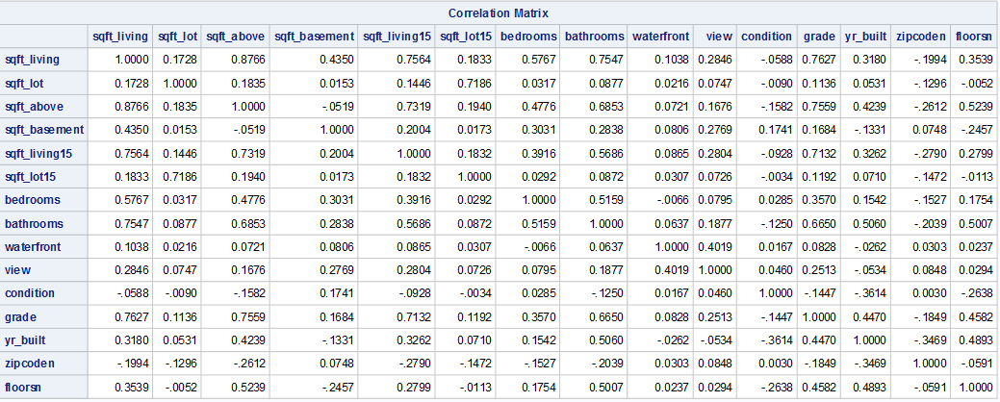 Correlation Matrix
sqft_living sqft_lot sqft_above sqft_basement sqft_living15 sqft_lot15 bedrooms bathrooms waterfront view condition grade yr_built zipcoden floorsn
sqft_living 1.0000 0.1728 0.8766 0.4350 0.7564 0.1833 0.5767 0.7547 0.1038 0.2846 -.0588 0.7627 0.3180 -.1994 0.3539
sqft_lot 0.1728 1.0000 0.1835 0.0153 0.1446 0.7186 0.0317 0.0877 0.0216 0.0747 -.0090 0.1136 0.0531 -.1296 -.0052
sqft_above 0.8766 0.1835 1.0000 -.0519 0.7319 0.1940 0.4776 0.6853 0.0721 0.1676 -.1582 0.7559 0.4239 -.2612 0.5239
sqft_basement 0.4350 0.0153 -.0519 1.0000 0.2004 0.0173 0.3031 0.2838 0.0806 0.2769 0.1741 0.1684 -.1331 0.0748 -.2457
sqft_living15 0.7564 0.1446 0.7319 0.2004 1.0000 0.1832 0.3916 0.5686 0.0865 0.2804 -.0928 0.7132 0.3262 -.2790 0.2799
sqft_lot15 0.1833 0.7186 0.1940 0.0173 0.1832 1.0000 0.0292 0.0872 0.0307 0.0726 -.0034 0.1192 0.0710 -.1472 -.0113
bedrooms 0.5767 0.0317 0.4776 0.3031 0.3916 0.0292 1.0000 0.5159 -.0066 0.0795 0.0285 0.3570 0.1542 -.1527 0.1754
bathrooms 0.7547 0.0877 0.6853 0.2838 0.5686 0.0872 0.5159 1.0000 0.0637 0.1877 -.1250 0.6650 0.5060 -.2039 0.5007
waterfront 0.1038 0.0216 0.0721 0.0806 0.0865 0.0307 -.0066 0.0637 1.0000 0.4019 0.0167 0.0828 -.0262 0.0303 0.0237
view 0.2846 0.0747 0.1676 0.2769 0.2804 0.0726 0.0795 0.1877 0.4019 1.0000 0.0460 0.2513 -.0534 0.0848 0.0294
condition -.0588 -.0090 -.1582 0.1741 -.0928 -.0034 0.0285 -.1250 0.0167 0.0460 1.0000 -.1447 -.3614 0.0030 -.2638
grade 0.7627 0.1136 0.7559 0.1684 0.7132 0.1192 0.3570 0.6650 0.0828 0.2513 -.1447 1.0000 0.4470 -.1849 0.4582
yr_built 0.3180 0.0531 0.4239 -.1331 0.3262 0.0710 0.1542 0.5060 -.0262 -.0534 -.3614 0.4470 1.0000 -.3469 0.4893
zipcoden -.1994 -.1296 -.2612 0.0748 -.2790 -.1472 -.1527 -.2039 0.0303 0.0848 0.0030 -.1849 -.3469 1.0000 -.0591
floorsn 0.3539 -.0052 0.5239 -.2457 0.2799 -.0113 0.1754 0.5007 0.0237 0.0294 -.2638 0.4582 0.4893 -.0591 1.0000